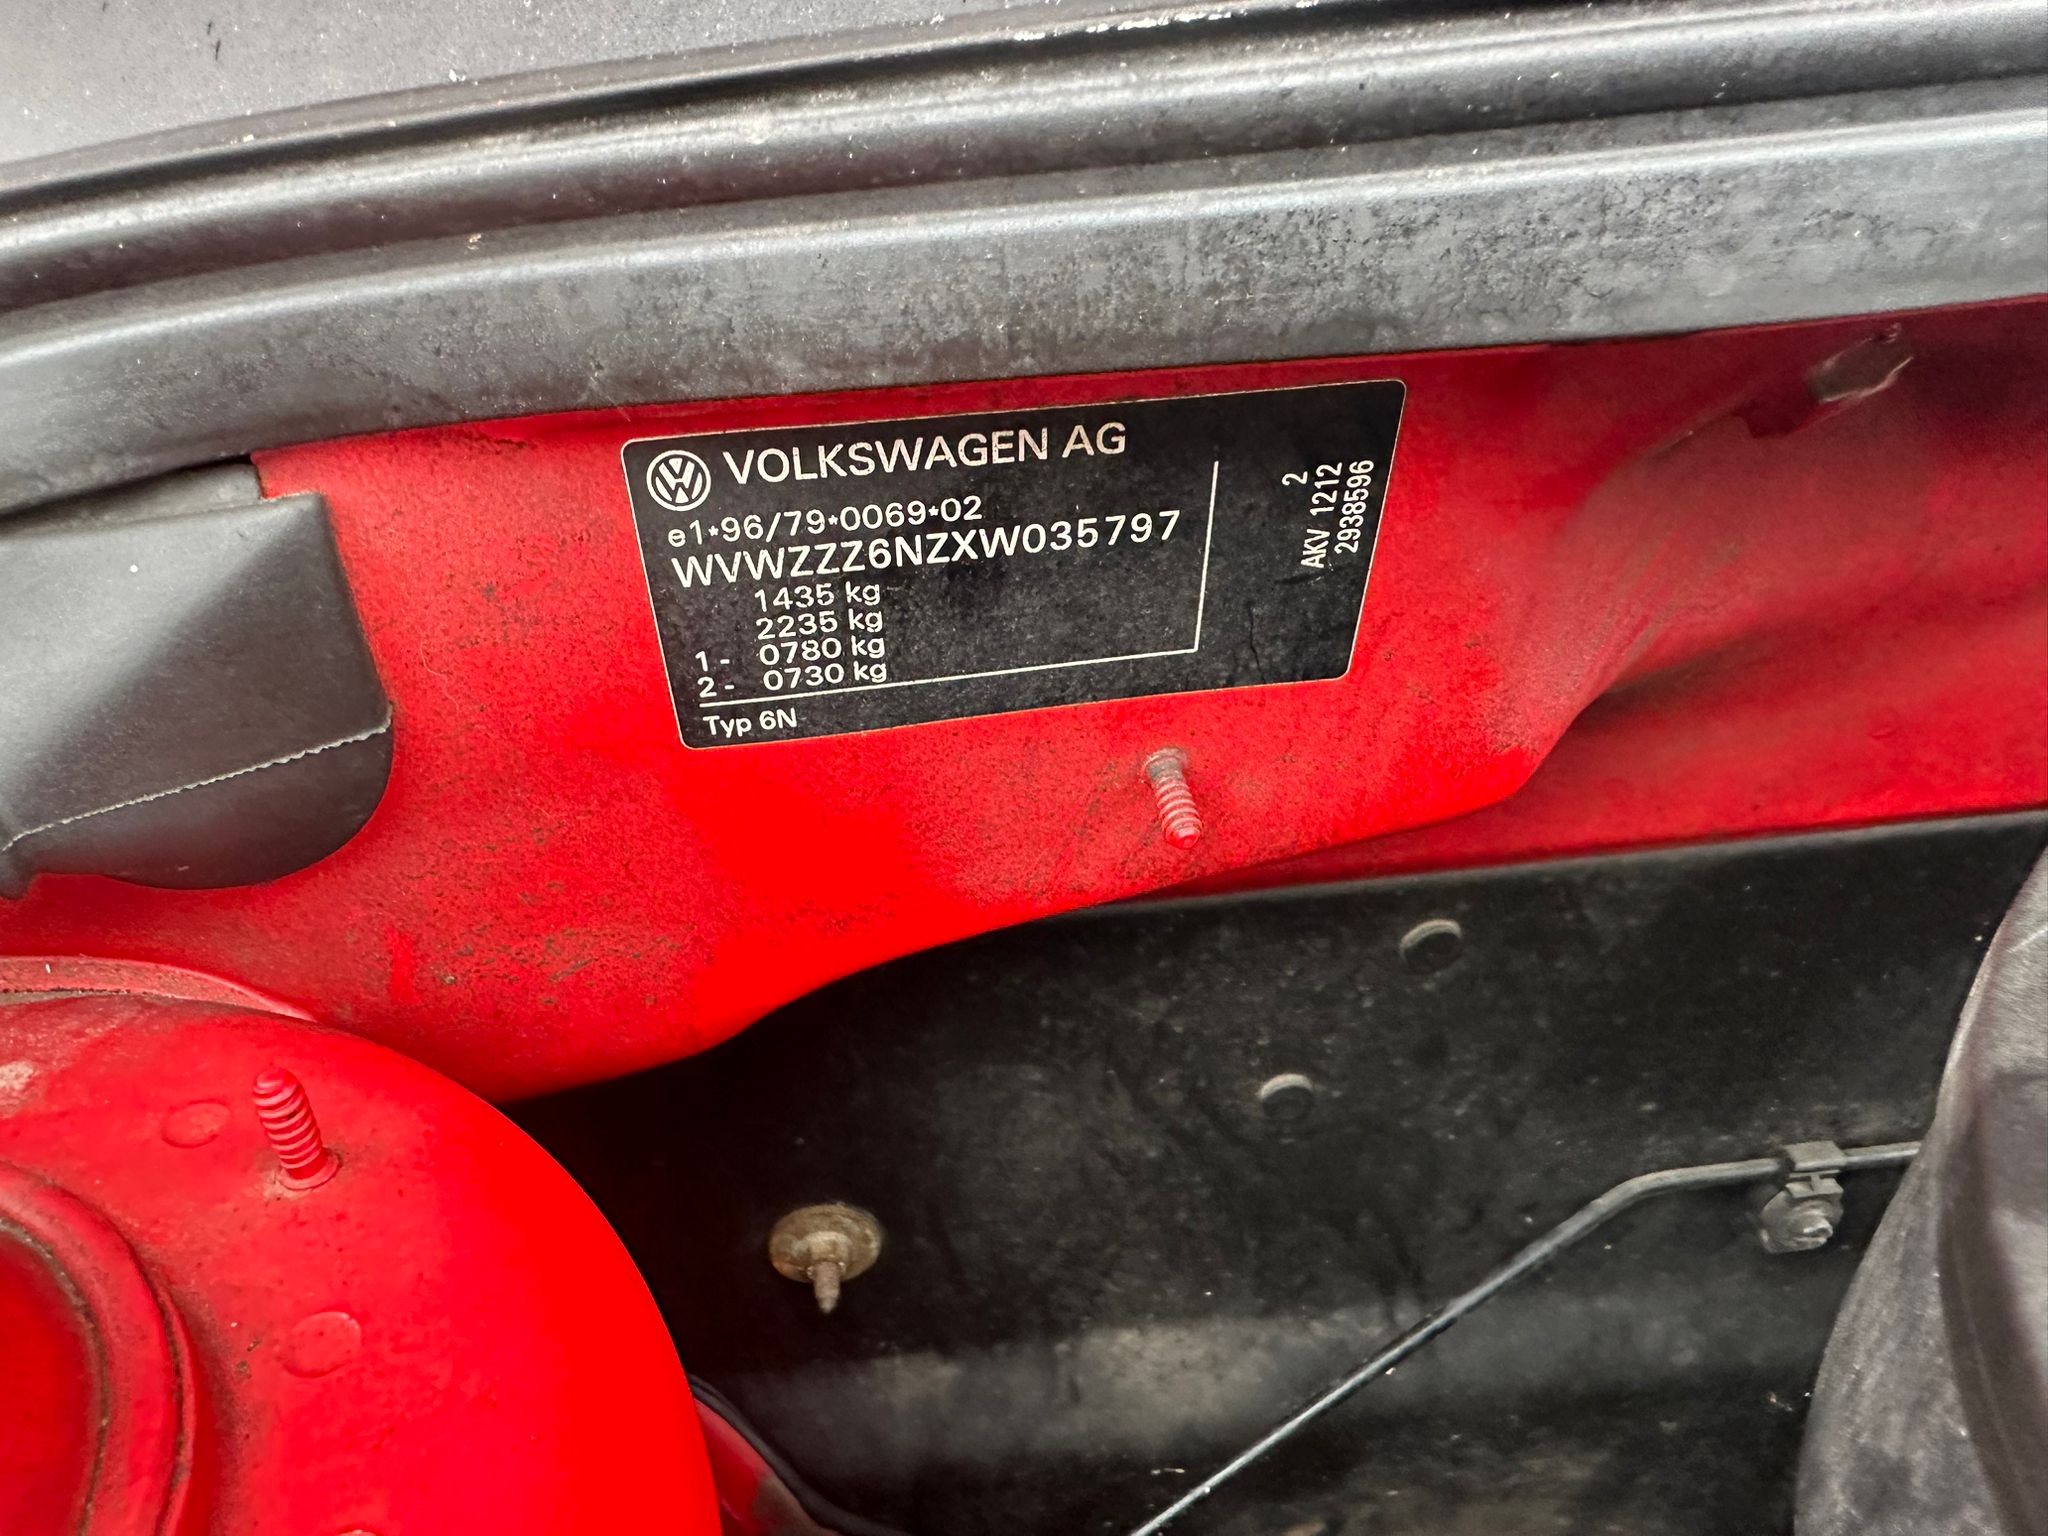 VOLKSWAGEN AG
e1*96/79*0069*02
WVWZZZ6NZXW035797
1435 kg
2235 kg
1- 0780 kg
2- 0730 kg
Typ 6N
2
AKV 1212
2938596